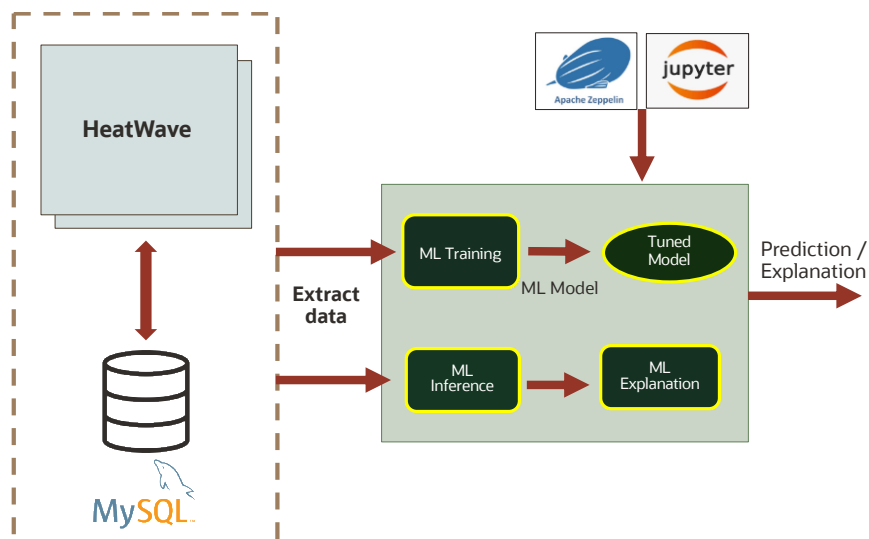 HeatWave
MySQL
TM
Extract
data
Apache Zeppelin
jupyter
ML Training
ML Model
Tuned
Model
ML
Inference
ML
Explanation
Prediction /
Explanation